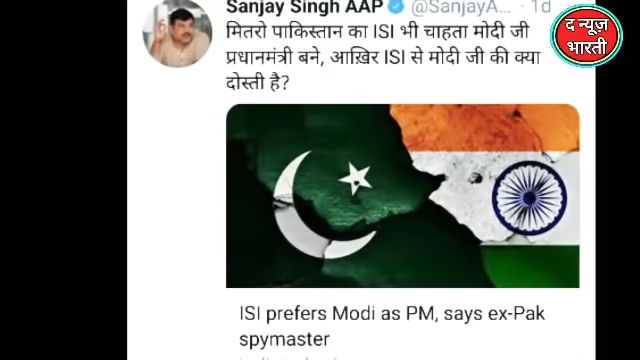 Sanjay Singh AAP @SanjayA... · 1d
मितरो पाकिस्तान का ISI भी चाहता मोदी जी
प्रधानमंत्री बने, आख़िर ISI से मोदी जी की क्या
दोस्ती है?
द न्यूज़
भारती
ISI prefers Modi as PM, says ex-Pak
spymaster